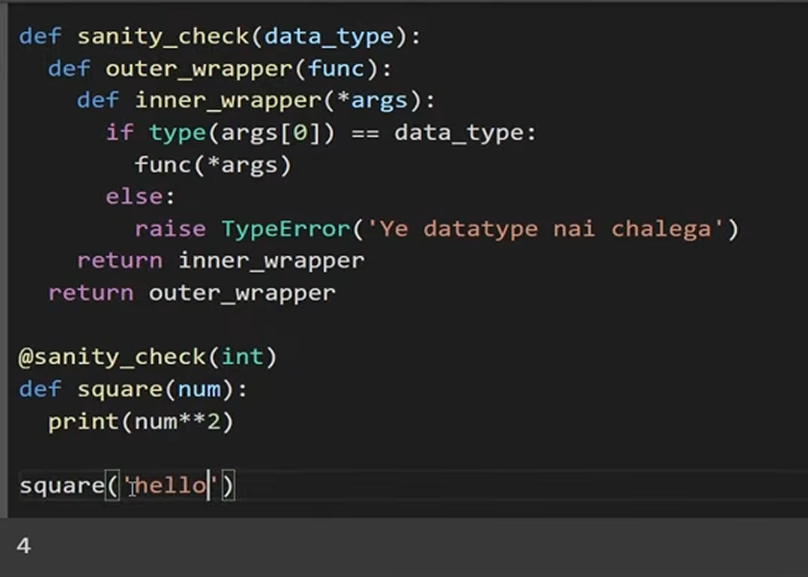 def sanity_check(data_type):
  def outer_wrapper(func):
    def inner_wrapper(*args):
      if type(args[0]) == data_type:
        func(*args)
      else:
        raise TypeError('Ye datatype nai chalega')
    return inner_wrapper
  return outer_wrapper

@sanity_check(int)
def square(num):
  print(num**2)

square('hello')
4